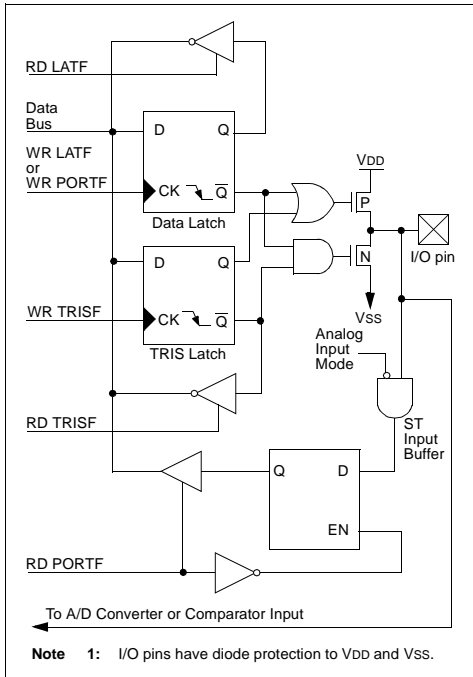 RD LATF
Data
Bus
D Q
WR LATF
or
WR PORTF
CK Q
Data Latch
VDD
P
I/O pin
N
VSS
D Q
WR TRISF
CK Q
TRIS Latch
Analog
Input
Mode
RD TRISF
ST
Input
Buffer
Q D
EN
RD PORTF
To A/D Converter or Comparator Input
Note 1: I/O pins have diode protection to VDD and VSS.